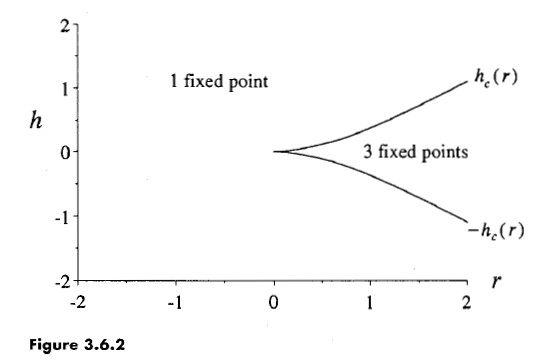 2
h_c(r)
1 fixed point
1
h
0
3 fixed points
-1
-h_c(r)
-2
r
-2 -1 0 1 2
Figure 3.6.2